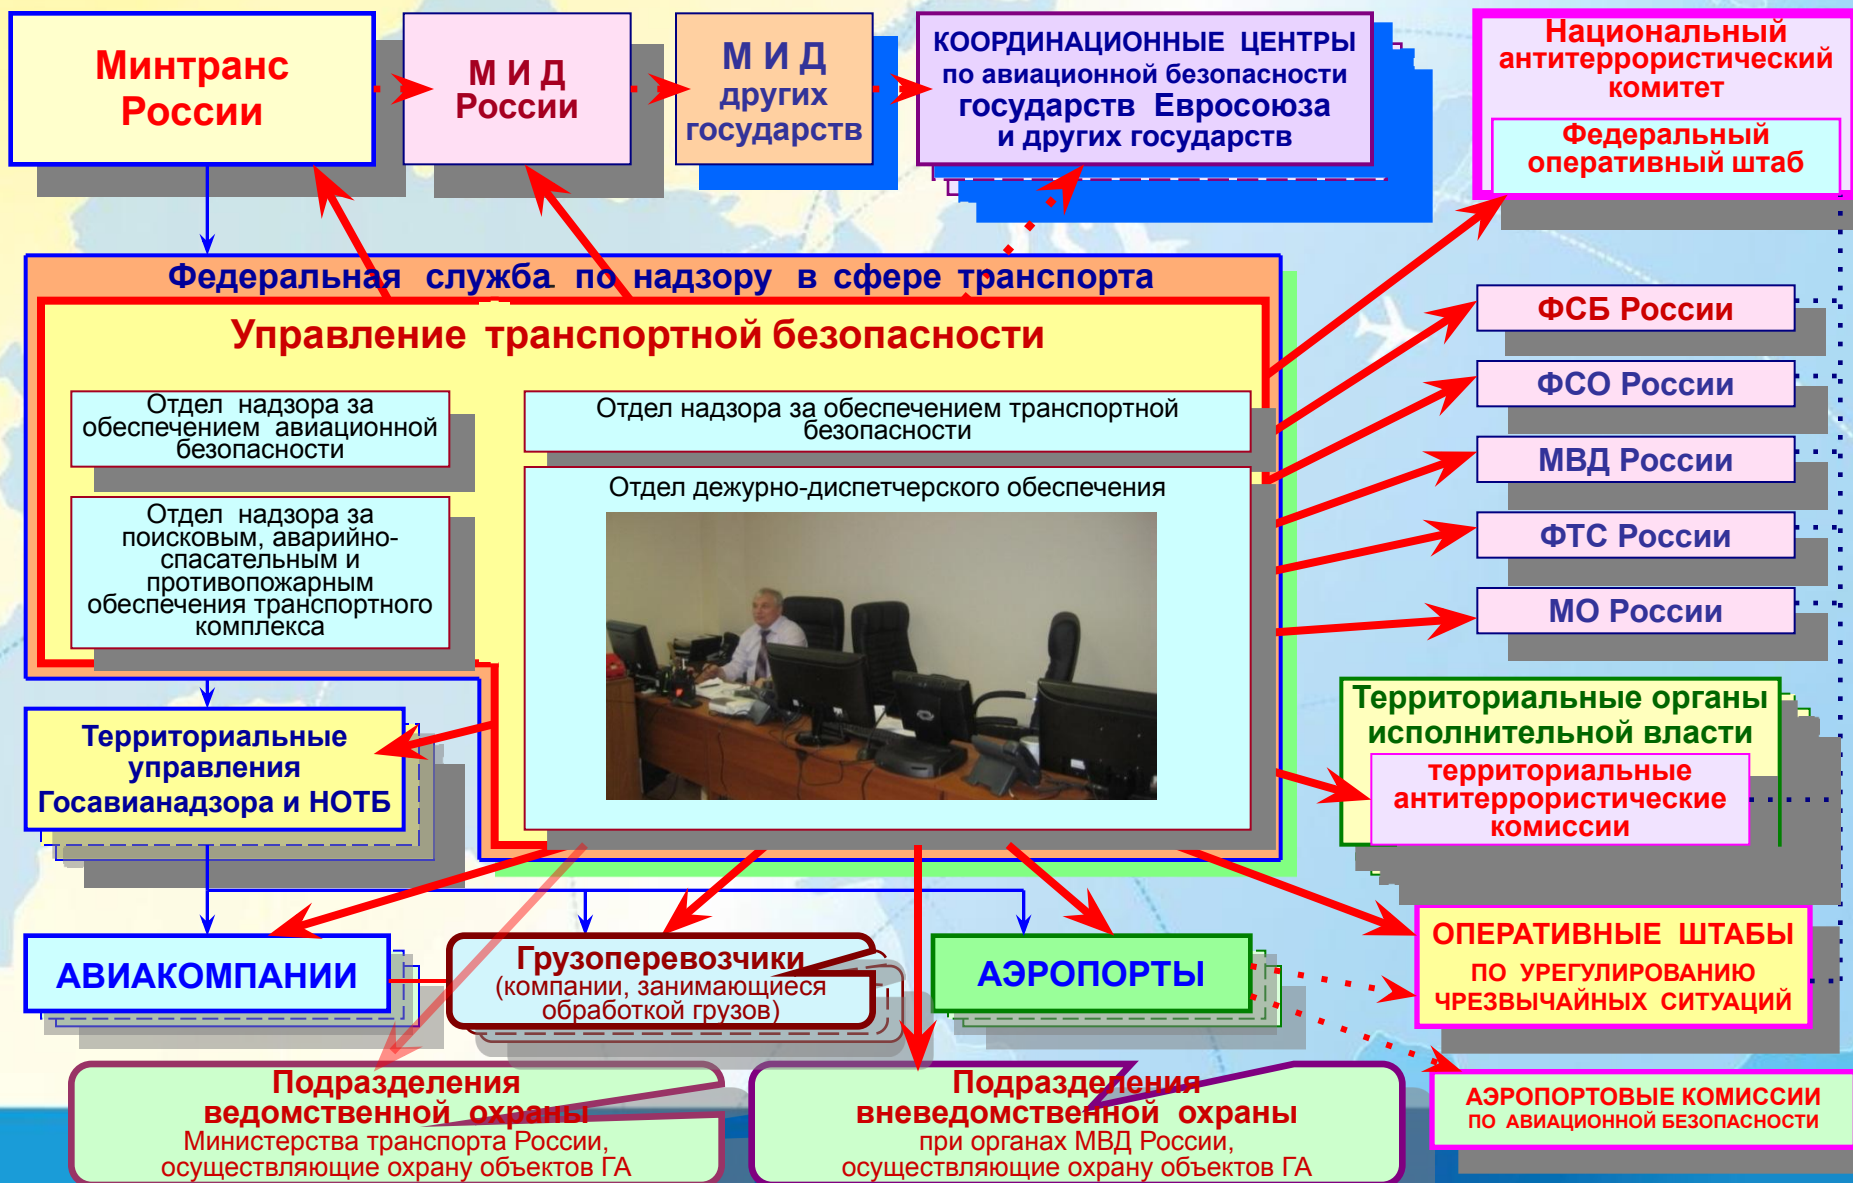 Минтранс
России
М И Д
России
М И Д
других
государств
КООРДИНАЦИОННЫЕ ЦЕНТРЫ
по авиационной безопасности
государств Евросоюза
и других государств
Национальный
антитеррористический
комитет
Федеральный
оперативный штаб
Федеральная служба по надзору в сфере транспорта
Управление транспортной безопасности
Отдел надзора за
обеспечением авиационной
безопасности
Отдел надзора за обеспечением транспортной
безопасности
Отдел надзора за
поисковым, аварийно-
спасательным и
противопожарным
обеспечения транспортного
комплекса
Отдел дежурно-диспетчерского обеспечения
ФСБ России
ФСО России
МВД России
ФТС России
МО России
Территориальные
управления
Госавианадзора и НОТБ
Территориальные органы
исполнительной власти
территориальные
антитеррористические
комиссии
АВИАКОМПАНИИ
Грузоперевозчики
(компании, занимающиеся
обработкой грузов)
АЭРОПОРТЫ
ОПЕРАТИВНЫЕ ШТАБЫ
ПО УРЕГУЛИРОВАНИЮ
ЧРЕЗВЫЧАЙНЫХ СИТУАЦИЙ
Подразделения
ведомственной охраны
Министерства транспорта России,
осуществляющие охрану объектов ГА
Подразделения
вневедомственной охраны
при органах МВД России,
осуществляющие охрану объектов ГА
АЭРОПОРТОВЫЕ КОМИССИИ
ПО АВИАЦИОННОЙ БЕЗОПАСНОСТИ